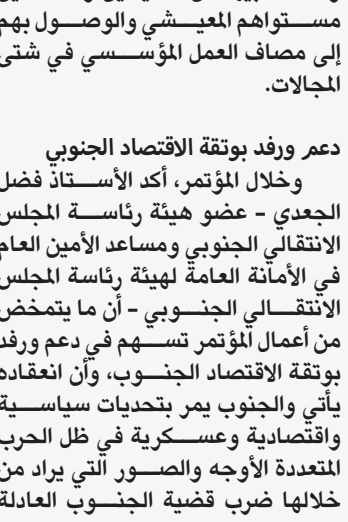 مستواهم المعيشي والوصول بهم
إلى مصاف العمل المؤسسي في شتى
المجالات.
دعم ورفد بوتقة الاقتصاد الجنوبي
وخلال المؤتمر، أكد الأستاذ فضل
الجعدي – عضو هيئة رئاسة المجلس
الانتقالي الجنوبي ومساعد الأمين العام
في الأمانة العامة لهيئة رئاسة المجلس
الانتقالي الجنوبي – أن ما يتمخض
من أعمال المؤتمر تسهم في دعم ورفد
بوتقة الاقتصاد الجنوب، وأن انعقاده
يأتي والجنوب يمر بتحديات سياسية
واقتصادية وعسكرية في ظل الحرب
المتعددة الأوجه والصور التي يراد من
خلالها ضرب قضية الجنوب العادلة